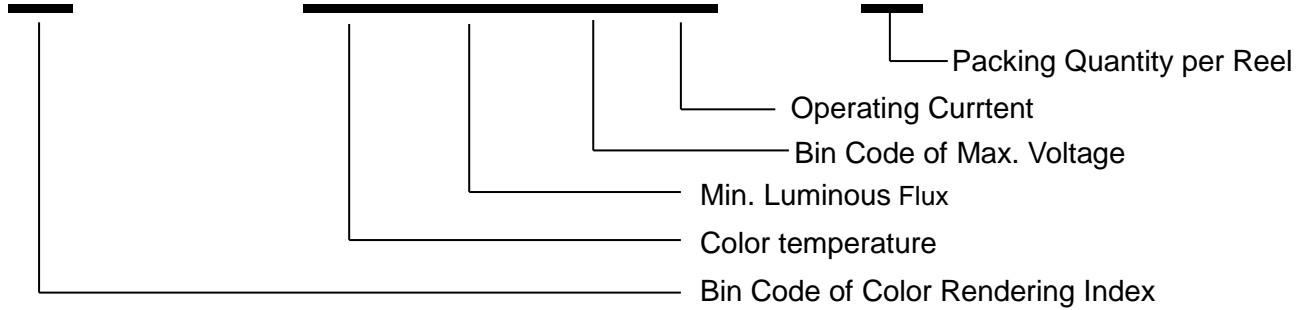 Packing Quantity per Reel
Operating Currtent
Bin Code of Max. Voltage
Min. Luminous Flux
Color temperature
Bin Code of Color Rendering Index